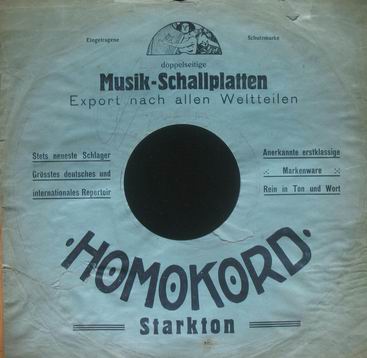 Eingetragene Schutzmarke
doppelseitige
Musik-Schallplatten
Export nach allen Weltteilen
Stets neueste Schlager
Grösstes deutsches und
internationales Repertoir
Anerkannte erstklassige
Markenware
Rein in Ton und Wort
HOMOKORD
Starkton